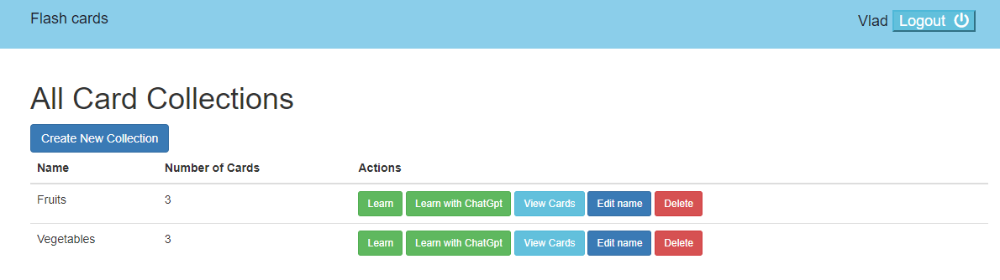 Flash cards Vlad Logout
All Card Collections
Create New Collection
Name Number of Cards Actions
Fruits 3 Learn Learn with ChatGpt View Cards Edit name Delete
Vegetables 3 Learn Learn with ChatGpt View Cards Edit name Delete